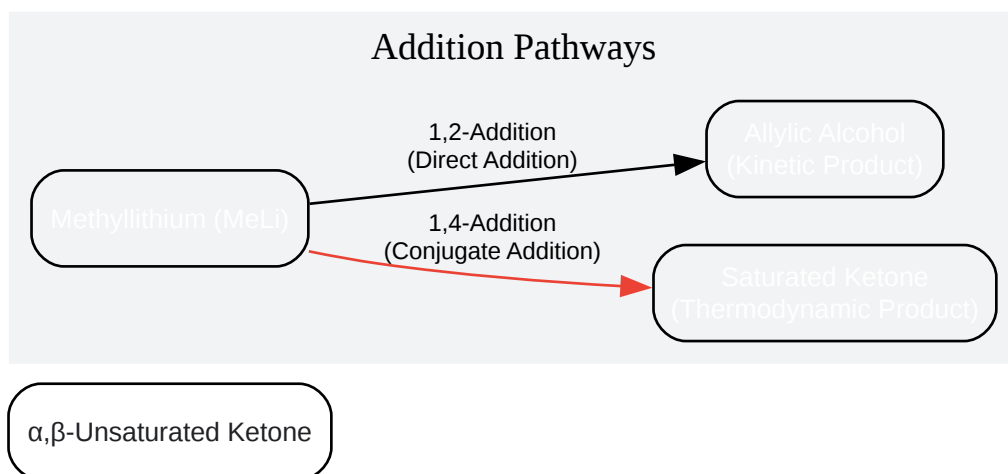 Addition Pathways
1,2-Addition
(Direct Addition)
Allylic Alcohol
(Kinetic Product)
Methyllithium (MeLi)
1,4-Addition
(Conjugate Addition)
Saturated Ketone
(Thermodynamic Product)
α,β-Unsaturated Ketone